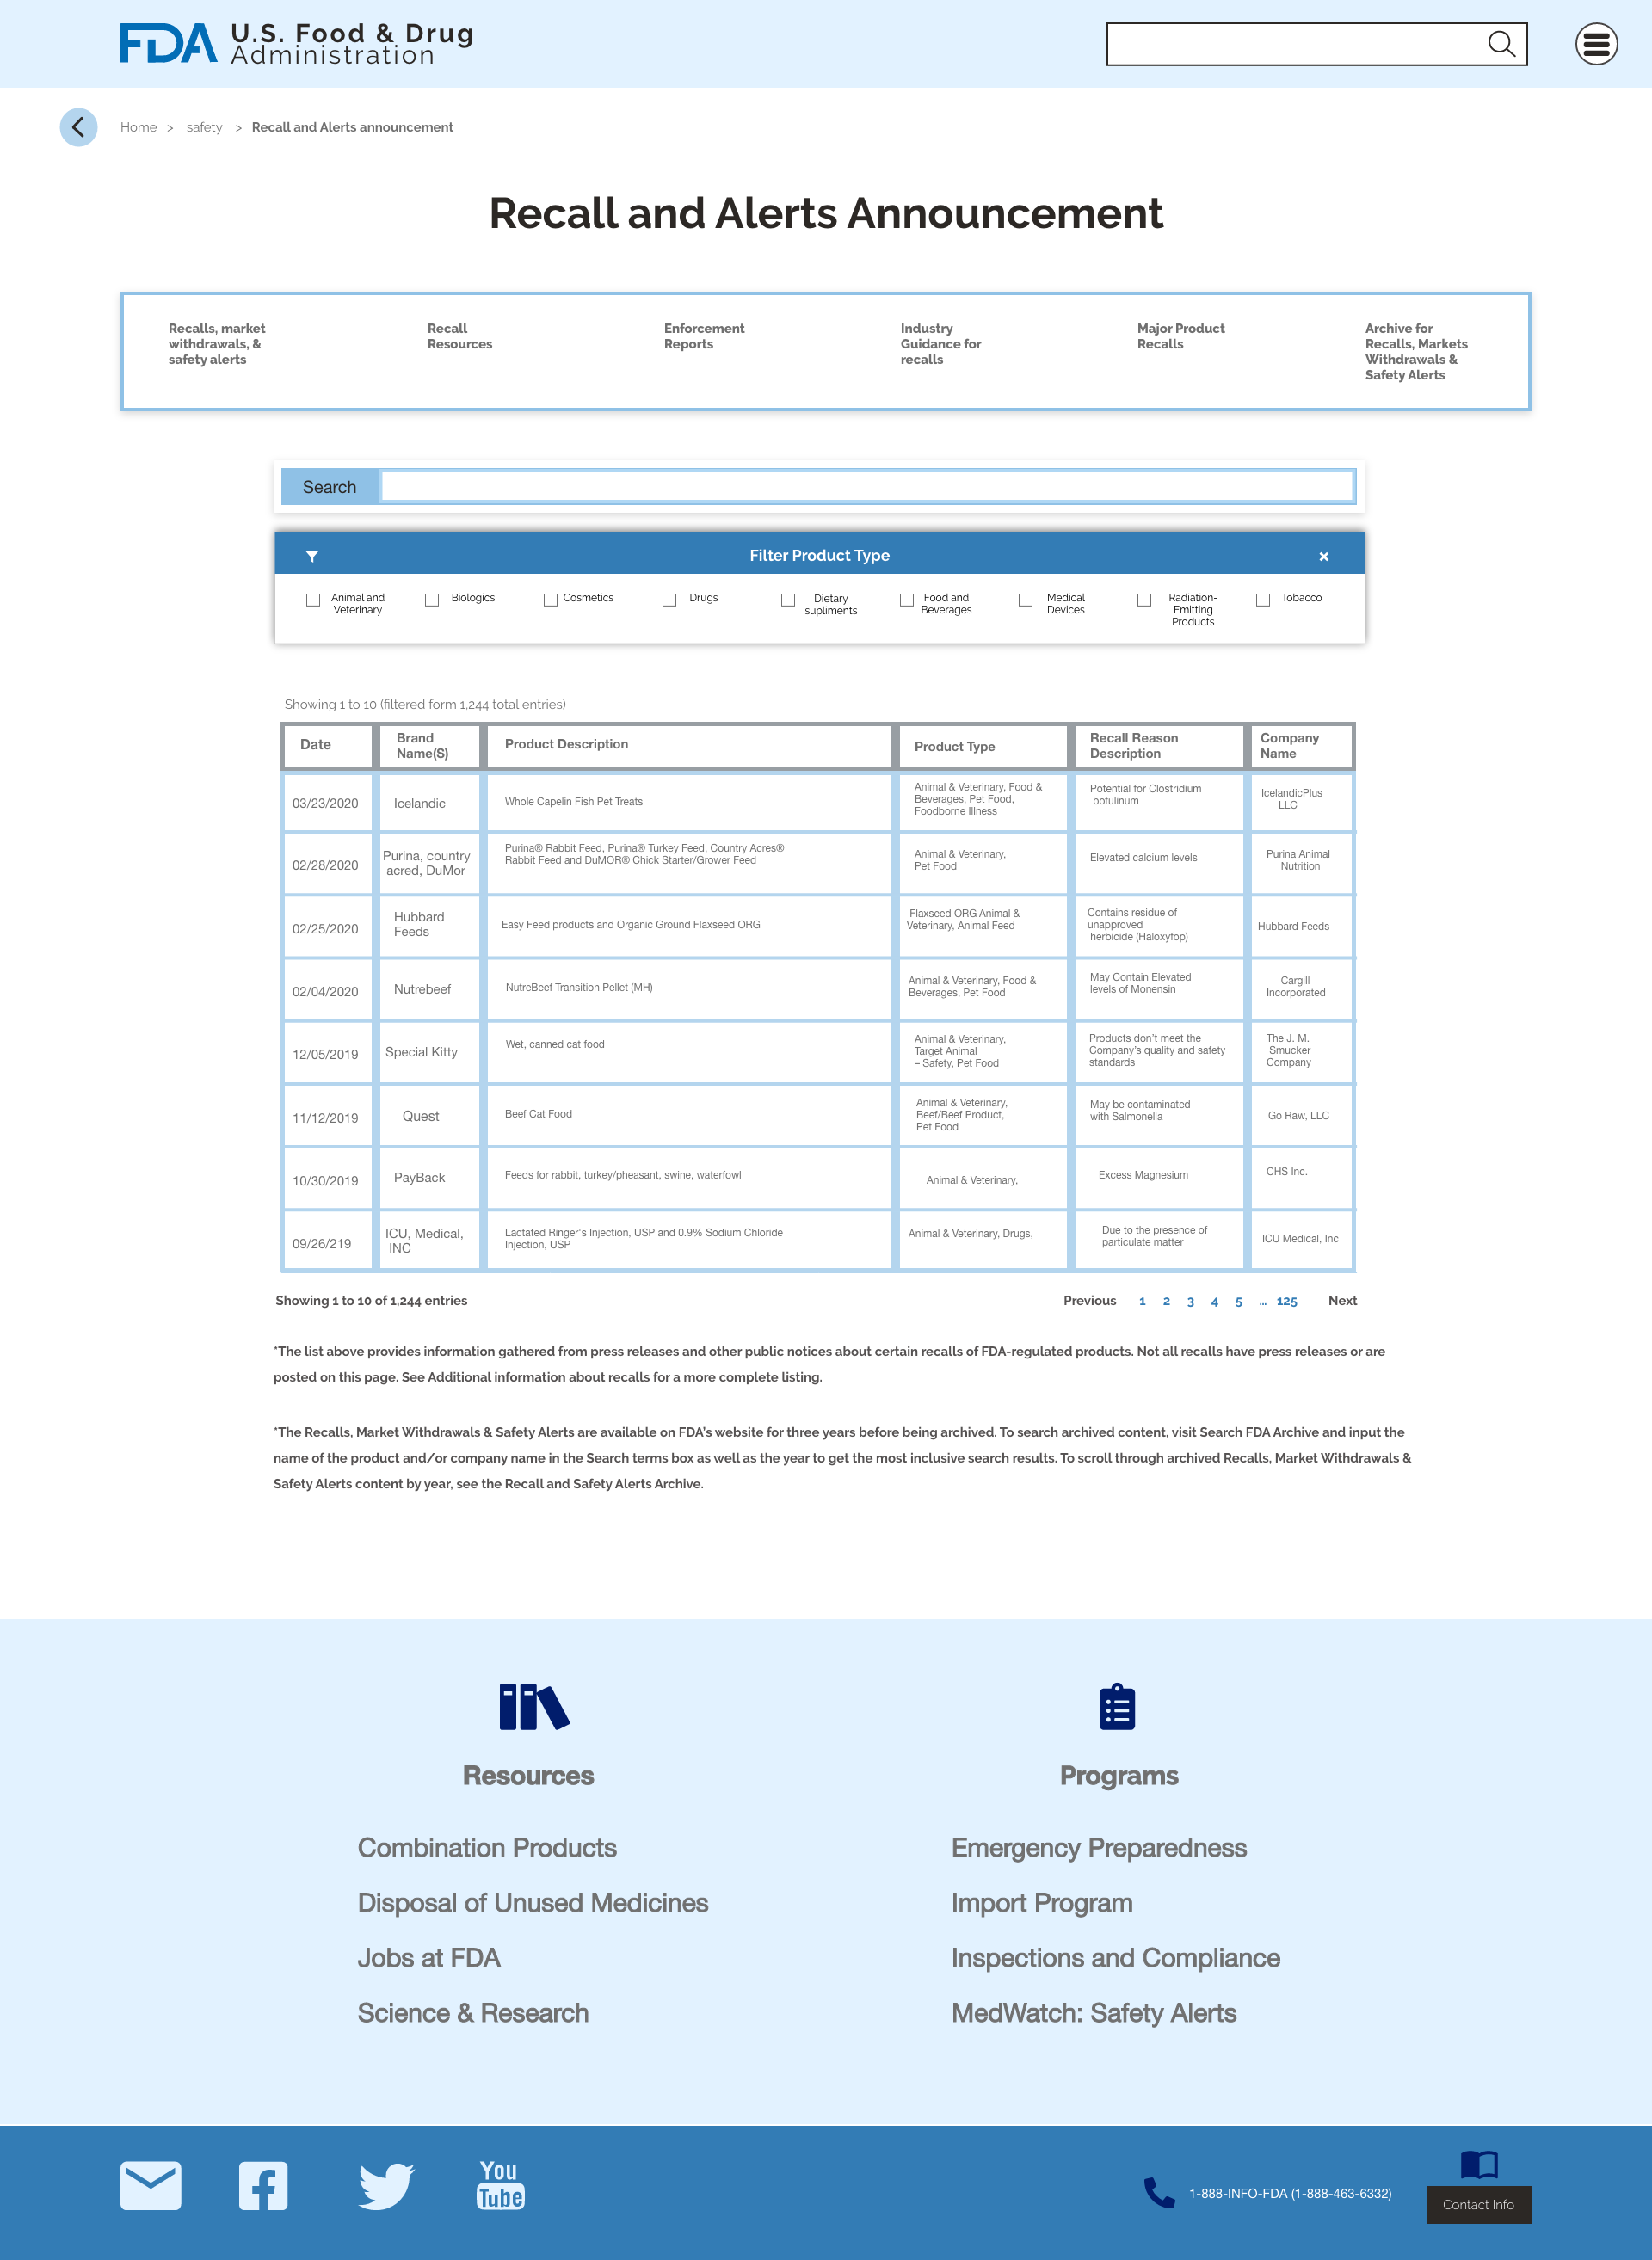 FDA U.S. Food & Drug
Administration
Home > safety > Recall and Alerts announcement
Recall and Alerts Announcement
Recalls, market
withdrawals, &
safety alerts
Recall
Resources
Enforcement
Reports
Industry
Guidance for
recalls
Major Product
Recalls
Archive for
Recalls, Markets
Withdrawals &
Safety Alerts
Search
Filter Product Type
Animal and
Veterinary
Biologics
Cosmetics
Drugs
Dietary
supliments
Food and
Beverages
Medical
Devices
Radiation-
Emitting
Products
Tobacco
Showing 1 to 10 (filtered form 1,244 total entries)
Date
Brand
Name(S)
Product Description
Product Type
Recall Reason
Description
Company
Name
03/23/2020
Icelandic
Whole Capelin Fish Pet Treats
Animal & Veterinary, Food &
Beverages, Pet Food,
Foodborne Illness
Potential for Clostridium
botulinum
IcelandicPlus
LLC
02/28/2020
Purina, country
acred, DuMor
Purina® Rabbit Feed, Purina® Turkey Feed, Country Acres®
Rabbit Feed and DuMOR® Chick Starter/Grower Feed
Animal & Veterinary,
Pet Food
Elevated calcium levels
Purina Animal
Nutrition
02/25/2020
Hubbard
Feeds
Easy Feed products and Organic Ground Flaxseed ORG
Flaxseed ORG Animal &
Veterinary, Animal Feed
Contains residue of
unapproved
herbicide (Haloxyfop)
Hubbard Feeds
02/04/2020
Nutrebeef
NutreBeef Transition Pellet (MH)
Animal & Veterinary, Food &
Beverages, Pet Food
May Contain Elevated
levels of Monensin
Cargill
Incorporated
12/05/2019
Special Kitty
Wet, canned cat food
Animal & Veterinary,
Target Animal
– Safety, Pet Food
Products don't meet the
Company's quality and safety
standards
The J. M.
Smucker
Company
11/12/2019
Quest
Beef Cat Food
Animal & Veterinary,
Beef/Beef Product,
Pet Food
May be contaminated
with Salmonella
Go Raw, LLC
10/30/2019
PayBack
Feeds for rabbit, turkey/pheasant, swine, waterfowl
Animal & Veterinary,
Excess Magnesium
CHS Inc.
09/26/219
ICU, Medical,
INC
Lactated Ringer's Injection, USP and 0.9% Sodium Chloride
Injection, USP
Animal & Veterinary, Drugs,
Due to the presence of
particulate matter
ICU Medical, Inc
Showing 1 to 10 of 1,244 entries
Previous 1 2 3 4 5 ... 125 Next
*The list above provides information gathered from press releases and other public notices about certain recalls of FDA-regulated products. Not all recalls have press releases or are
posted on this page. See Additional information about recalls for a more complete listing.
*The Recalls, Market Withdrawals & Safety Alerts are available on FDA's website for three years before being archived. To search archived content, visit Search FDA Archive and input the
name of the product and/or company name in the Search terms box as well as the year to get the most inclusive search results. To scroll through archived Recalls, Market Withdrawals &
Safety Alerts content by year, see the Recall and Safety Alerts Archive.
Resources
Combination Products
Disposal of Unused Medicines
Jobs at FDA
Science & Research
Programs
Emergency Preparedness
Import Program
Inspections and Compliance
MedWatch: Safety Alerts
You
Tube
1-888-INFO-FDA (1-888-463-6332)
Contact Info